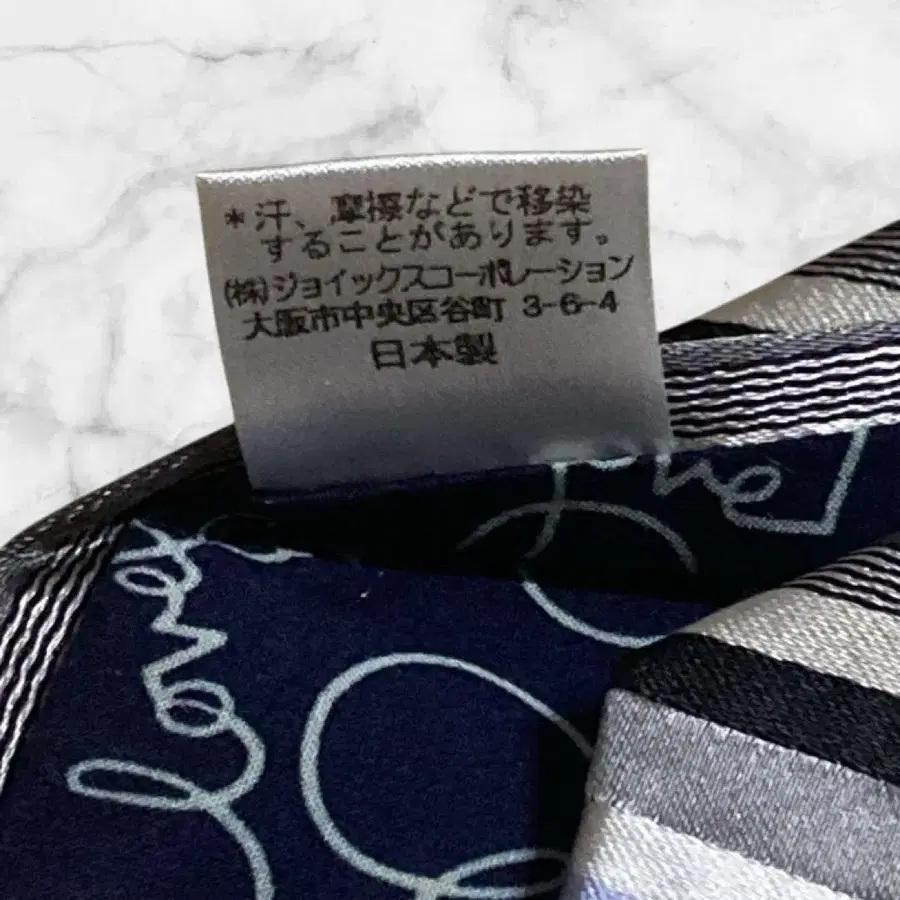 *汗、摩擦などで移染
することがあります。
(株)ジョイックスコーポレーション
大阪市中央区谷町 3-6-4
日本製